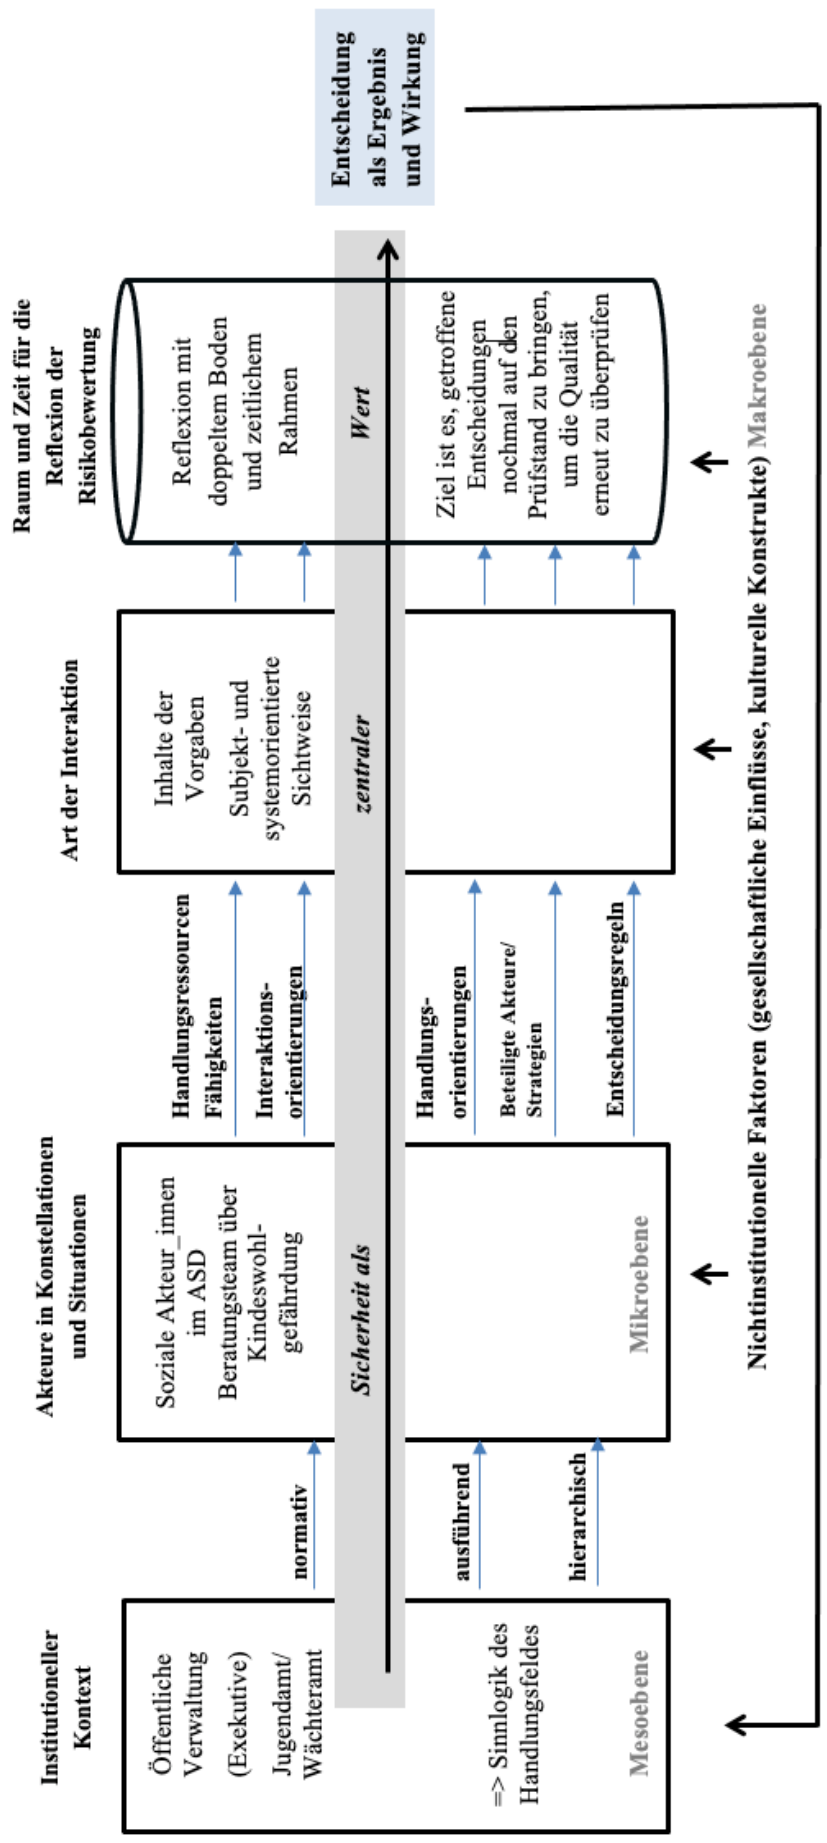 Institutioneller
Kontext
Öffentliche
Verwaltung
(Exekutive)
Jugendamt/
Wächteramt
=> Sinnlogik des
Handlungsfeldes
Mesoebene
normativ
ausführend
hierarchisch
Akteure in Konstellationen
und Situationen
Soziale Akteur_innen
im ASD
Beratungsteam über
Kindeswohl-
gefährdung
Mikroebene
Handlungsressourcen
Fähigkeiten
Interaktions-
orientierungen
Handlungs-
orientierungen
Beteiligte Akteure/
Strategien
Entscheidungsregeln
Art der Interaktion
Inhalte der
Vorgaben
Subjekt- und
systemorientierte
Sichtweise
Raum und Zeit für die
Reflexion der
Risikobewertung
Reflexion mit
doppeltem Boden
und zeitlichem
Rahmen
Ziel ist es, getroffene
Entscheidungen
nochmal auf den
Prüfstand zu bringen,
um die Qualität
erneut zu überprüfen
Sicherheit als zentraler Wert
Entscheidung
als Ergebnis
und Wirkung
Nichtinstitutionelle Faktoren (gesellschaftliche Einflüsse, kulturelle Konstrukte) Makroebene